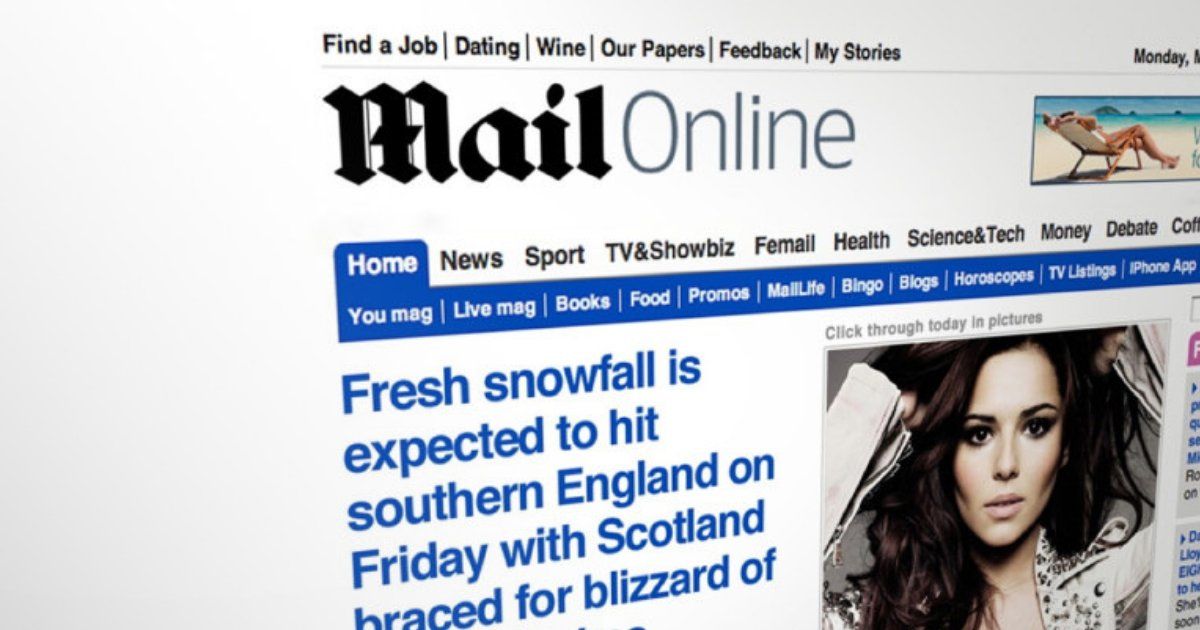 Find a Job | Dating | Wine | Our Papers | Feedback | My Stories
Monday,
Mail Online
Home News Sport TV&Showbiz Femail Health Science&Tech Money Debate
You mag | Live mag | Books | Food | Promos | MailLife | Bingo | Blogs | Horoscopes | TV Listings | iPhone App
Click through today in pictures
Fresh snowfall is
expected to hit
southern England on
Friday with Scotland
braced for blizzard of